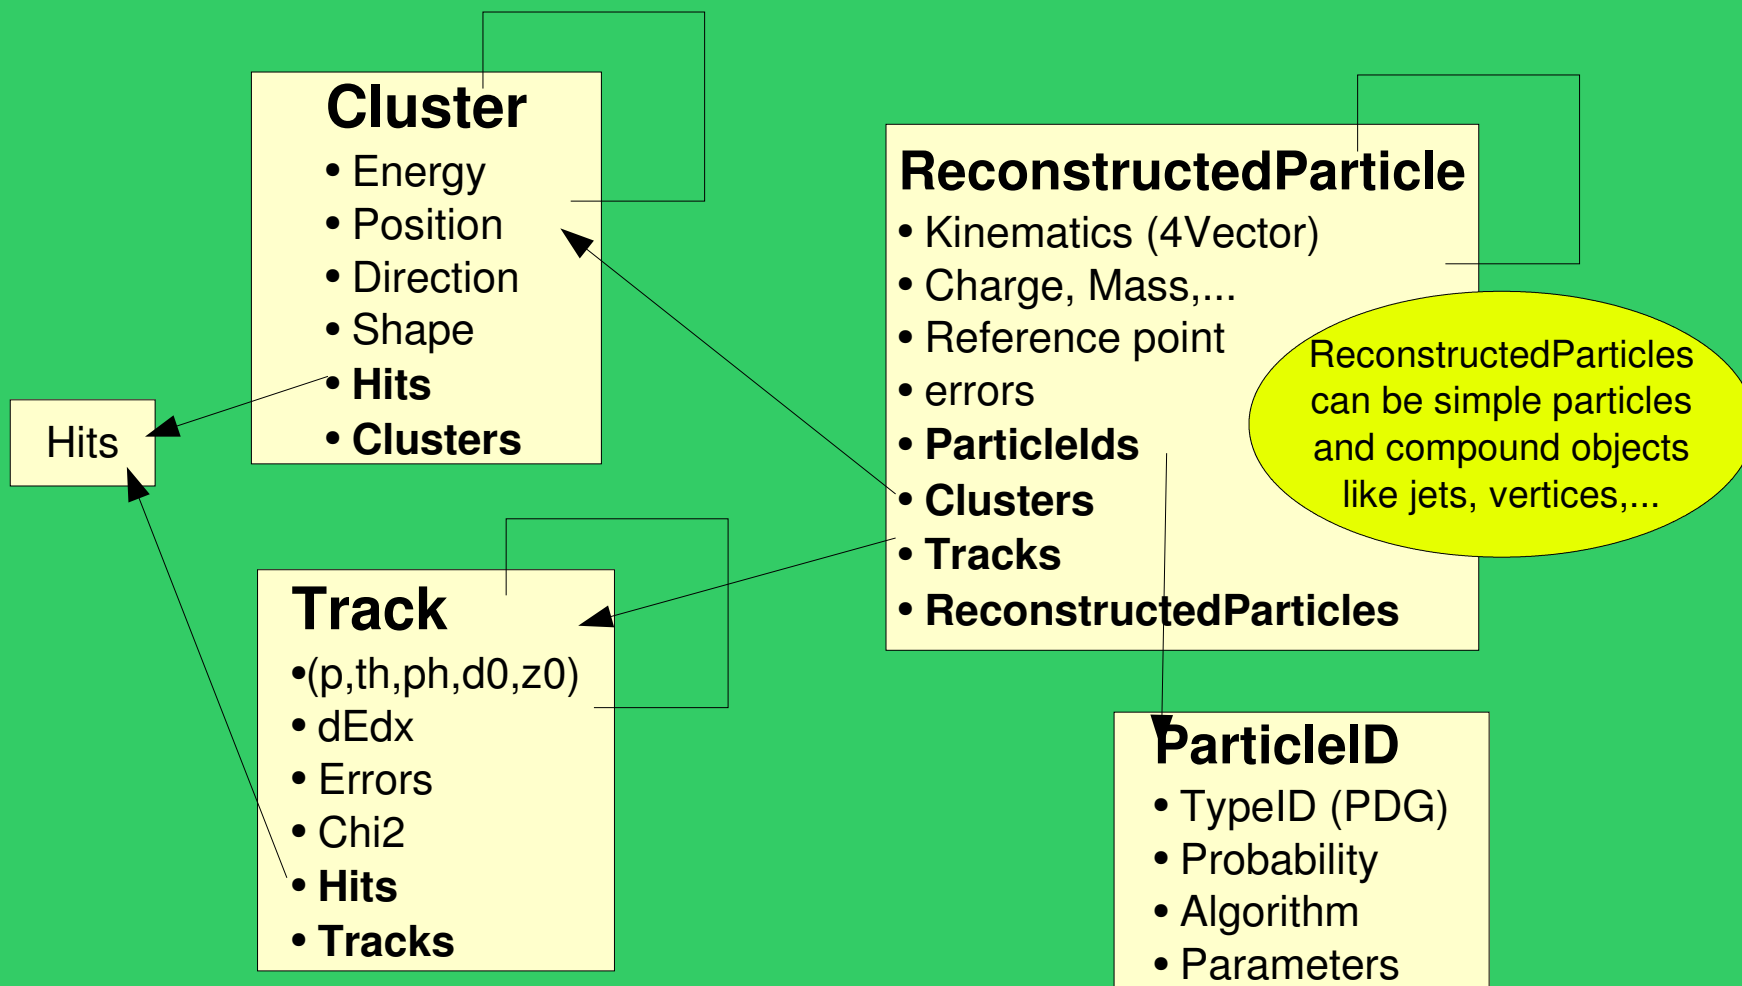 Cluster
• Energy
• Position
• Direction
• Shape
• Hits
• Clusters
Hits
Track
•(p,th,ph,d0,z0)
• dEdx
• Errors
• Chi2
• Hits
• Tracks
ReconstructedParticle
• Kinematics (4Vector)
• Charge, Mass,...
• Reference point
• errors
• ParticleIds
• Clusters
• Tracks
• ReconstructedParticles
ReconstructedParticles
can be simple particles
and compound objects
like jets, vertices,...
ParticleID
• TypeID (PDG)
• Probability
• Algorithm
• Parameters